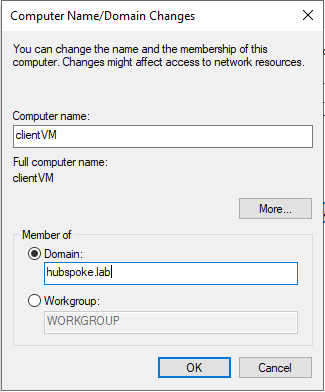 Computer Name/Domain Changes
You can change the name and the membership of this
computer. Changes might affect access to network resources.
Computer name:
clientVM
Full computer name:
clientVM
More...
Member of
Domain:
hubspoke.lab
Workgroup:
WORKGROUP
OK
Cancel